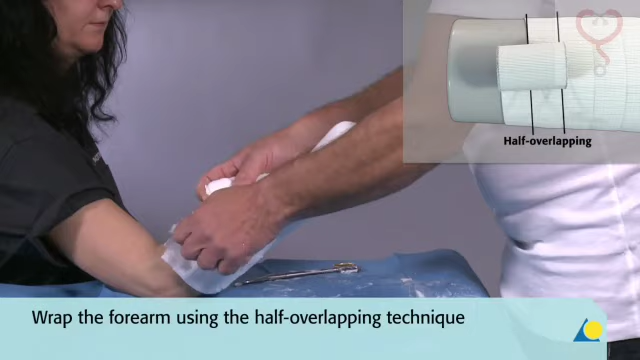 Half-overlapping
Wrap the forearm using the half-overlapping technique